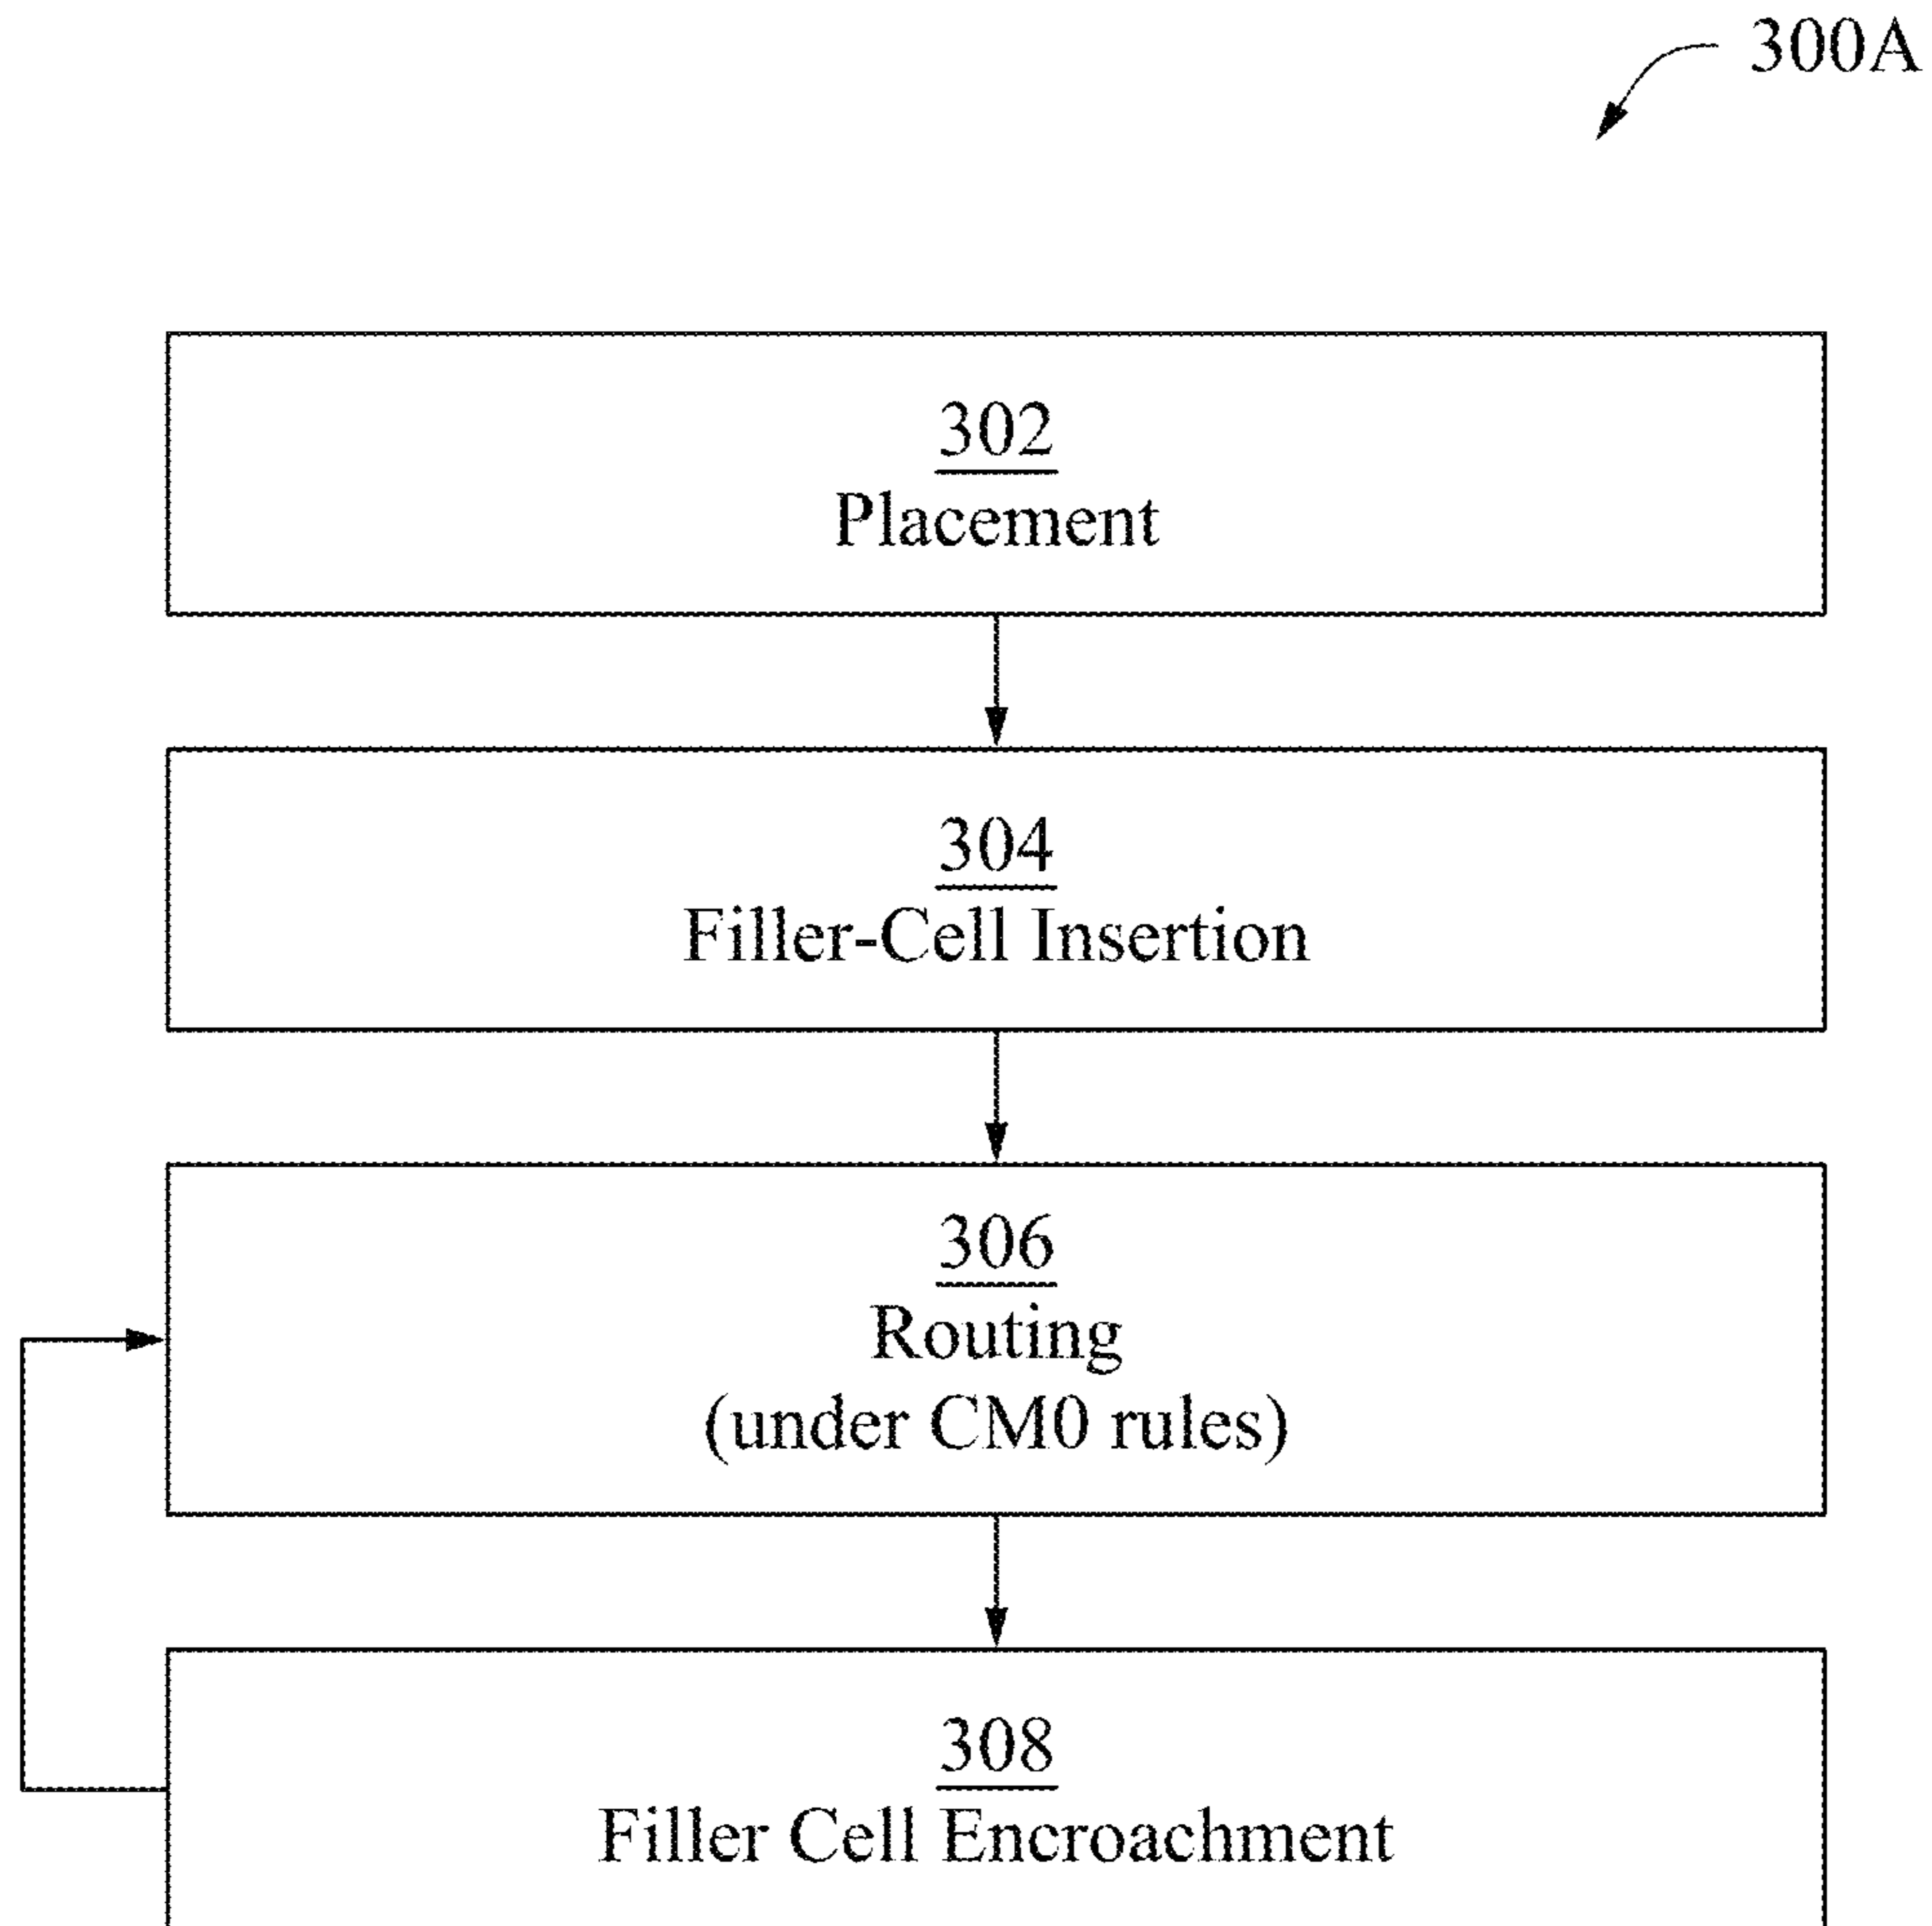 300A
302
Placement
304
Filler-Cell Insertion
306
Routing
(under CM0 rules)
308
Filler Cell Encroachment